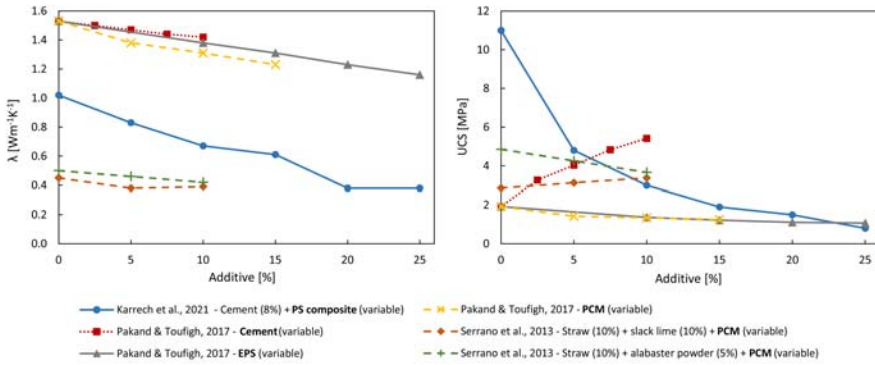 1.6
1.4
1.2
1.0
0.8
0.6
0.4
0.2
0.0
λ [Wm⁻¹K⁻¹]
0 5 10 15 20 25
Additive [%]
12
10
8
6
4
2
0
UCS [MPa]
0 5 10 15 20 25
Additive [%]
Karrech et al., 2021 - Cement (8%) + PS composite (variable)
Pakand & Toufigh, 2017 - Cement (variable)
Pakand & Toufigh, 2017 - EPS (variable)
Pakand & Toufigh, 2017 - PCM (variable)
Serrano et al. 2013 - Straw (10%) + slack lime (10%) + PCM (variable)
Serrano et al., 2013 - Straw (10%) + alabaster powder (5%) + PCM (variable)